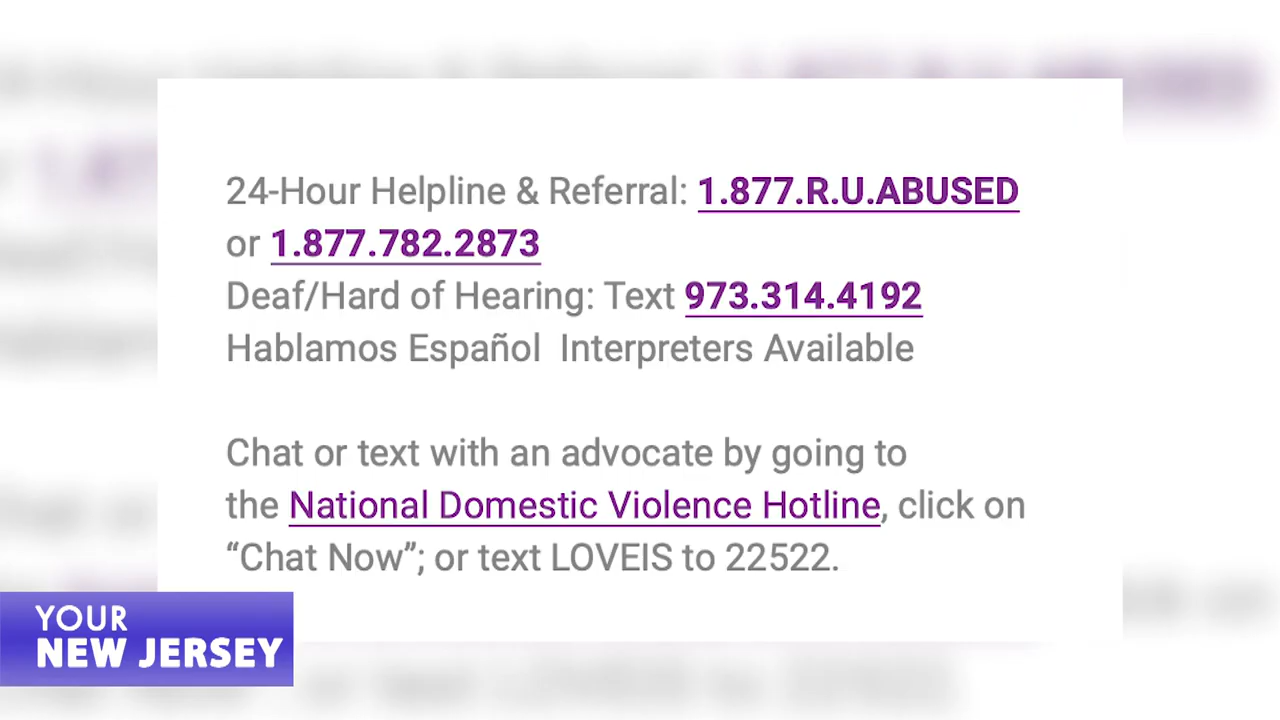 24-Hour Helpline & Referral: 1.877.R.U.ABUSED
or 1.877.782.2873
Deaf/Hard of Hearing: Text 973.314.4192
Hablamos Español  Interpreters Available
Chat or text with an advocate by going to
the National Domestic Violence Hotline, click on
“Chat Now”; or text LOVEIS to 22522.
YOUR
NEW JERSEY